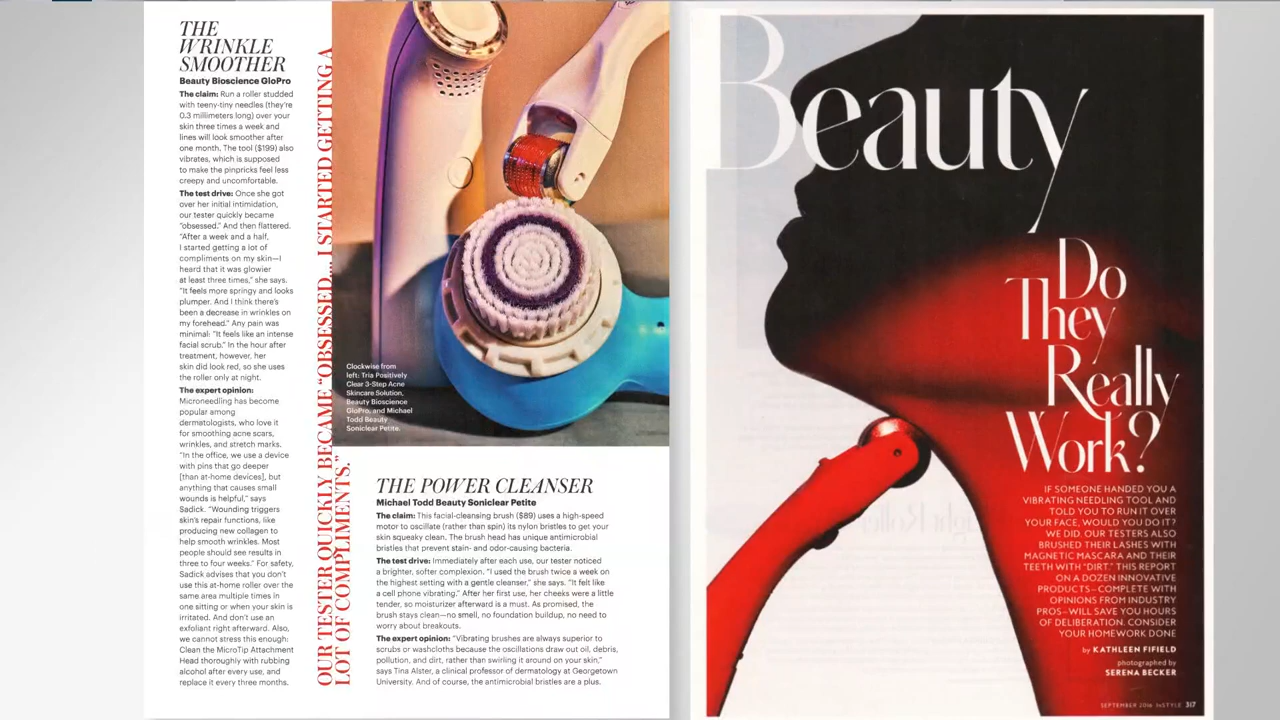 THE
WRINKLE
SMOOTHER
Beauty Bioscience GloPro
The claim: Run a roller studded
with teeny-tiny needles (they're
0.3 millimeters long) over your
skin three times a week and
lines will look smoother after
one month. The tool ($199) also
vibrates, which is supposed
to make the pinpricks feel less
creepy and uncomfortable.
The test drive: Once she got
over her initial intimidation,
our tester quickly became
“obsessed.” And then flattered.
“After a week and a half,
I started getting a lot of
compliments on my skin—I
heard that it was glowier
at least three times,” she says.
“It feels more springy and looks
plumper. And I think there's
been a decrease in wrinkles on
my forehead.” Any pain was
minimal: “It feels like an intense
facial scrub.” In the hour after
treatment, however, her
skin did look red, so she uses
the roller only at night.
The expert opinion:
Microneedling has become
popular among
dermatologists, who love it
for smoothing acne scars,
wrinkles, and stretch marks.
“In the office, we use a device
with pins that go deeper
[than at-home devices], but
anything that causes small
wounds is helpful,” says
Sadick. “Wounding triggers
skin's repair functions, like
producing new collagen to
help smooth wrinkles. Most
people should see results in
three to four weeks.” For safety,
Sadick advises that you don't
use this at-home roller over the
same area multiple times in
one sitting or when your skin is
irritated. And don't use an
exfoliant right afterward. Also,
we cannot stress this enough:
Clean the MicroTip Attachment
Head thoroughly with rubbing
alcohol after every use, and
replace it every three months.
OUR TESTER QUICKLY BECAME “OBSESSED.... I STARTED GETTING A
LOT OF COMPLIMENTS.”
Clockwise from
left: Tria Positively
Clear 3-Step Acne
Skincare Solution,
Beauty Bioscience
GloPro, and Michael
Todd Beauty
Soniclear Petite.
THE POWER CLEANSER
Michael Todd Beauty Soniclear Petite
The claim: This facial-cleansing brush ($89) uses a high-speed
motor to oscillate (rather than spin) its nylon bristles to get your
skin squeaky clean. The brush head has unique antimicrobial
bristles that prevent stain- and odor-causing bacteria.
The test drive: Immediately after each use, our tester noticed
a brighter, softer complexion. “I used the brush twice a week on
the highest setting with a gentle cleanser,” she says. “It felt like
a cell phone vibrating.” After her first use, her cheeks were a little
tender, so moisturizer afterward is a must. As promised, the
brush stays clean—no smell, no foundation buildup, no need to
worry about breakouts.
The expert opinion: “Vibrating brushes are always superior to
scrubs or washcloths because the oscillations draw out oil, debris,
pollution, and dirt, rather than swirling it around on your skin,”
says Tina Alster, a clinical professor of dermatology at Georgetown
University. And of course, the antimicrobial bristles are a plus.
Beauty
Do
They
Really
Work?
IF SOMEONE HANDED YOU A
VIBRATING NEEDLING TOOL AND
TOLD YOU TO RUN IT OVER
YOUR FACE, WOULD YOU DO IT?
WE DID. OUR TESTERS ALSO
BRUSHED THEIR LASHES WITH
MAGNETIC MASCARA AND THEIR
TEETH WITH “DIRT.” THIS REPORT
ON A DOZEN INNOVATIVE
PRODUCTS—COMPLETE WITH
OPINIONS FROM INDUSTRY
PROS—WILL SAVE YOU HOURS
OF DELIBERATION. CONSIDER
YOUR HOMEWORK DONE
by KATHLEEN FIFIELD
photographed by
SERENA BECKER
SEPTEMBER 2016 InSTYLE 317